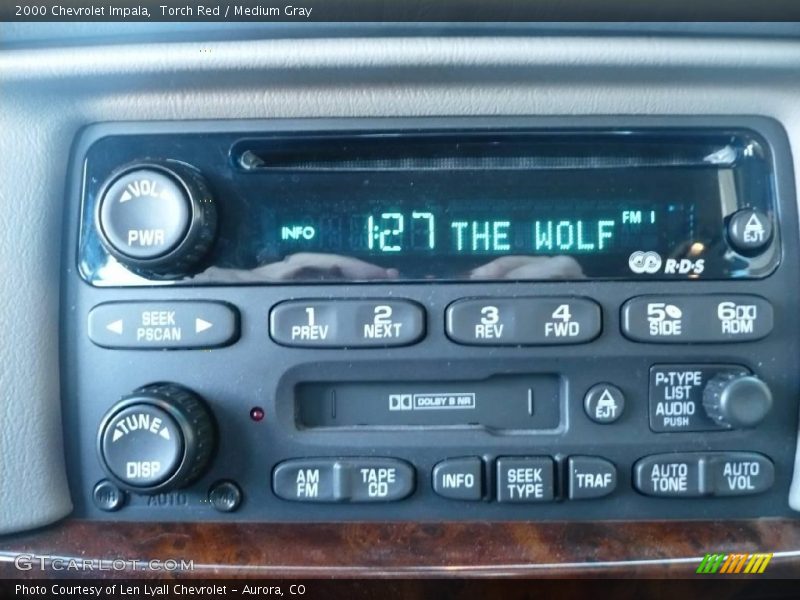 2000 Chevrolet Impala, Torch Red / Medium Gray
VOL
PWR
INFO 1:27 THE WOLF FM 1
EJT
R·D·S
SEEK
PSCAN
1 PREV 2 NEXT
3 REV 4 FWD
5 SIDE 6 RDM
TUNE
DISP
DOLBY B NR
EJT
P•TYPE
LIST
AUDIO
PUSH
AUTO
AM
FM
TAPE
CD
INFO
SEEK
TYPE
TRAF
AUTO
TONE
AUTO
VOL
GTCARLOT.COM
Photo Courtesy of Len Lyall Chevrolet - Aurora, CO